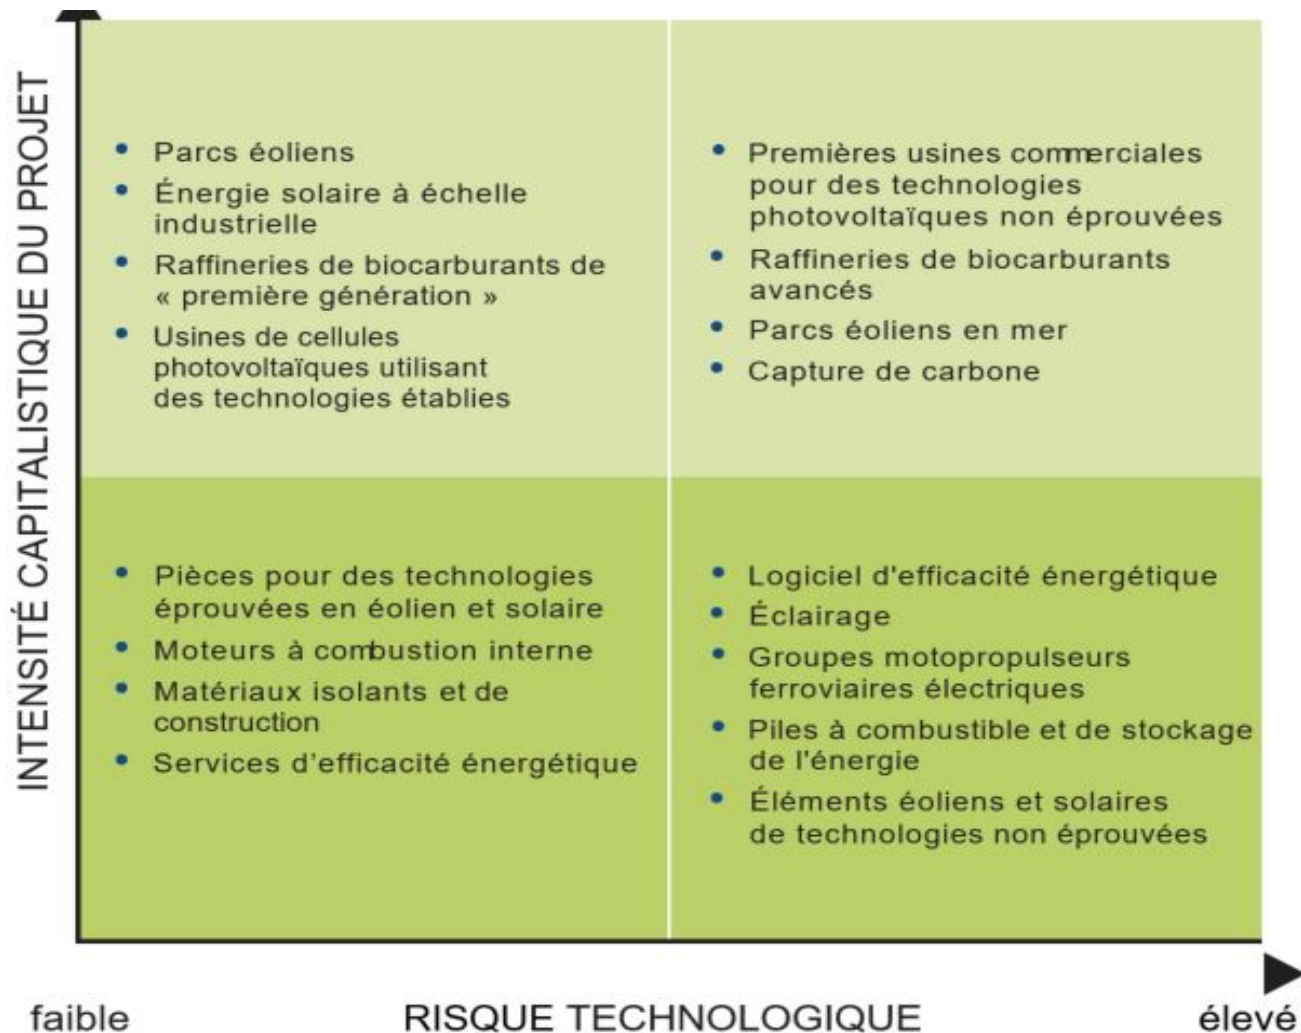 INTENSITÉ CAPITALISTIQUE DU PROJET
• Parcs éoliens
• Énergie solaire à échelle
industrielle
• Raffineries de biocarburants de
« première génération »
• Usines de cellules
photovoltaïques utilisant
des technologies établies
• Premières usines commerciales
pour des technologies
photovoltaïques non éprouvées
• Raffineries de biocarburants
avancés
• Parcs éoliens en mer
• Capture de carbone
• Pièces pour des technologies
éprouvées en éolien et solaire
• Moteurs à combustion interne
• Matériaux isolants et de
construction
• Services d'efficacité énergétique
• Logiciel d'efficacité énergétique
• Éclairage
• Groupes motopropulseurs
ferroviaires électriques
• Piles à combustible et de stockage
de l'énergie
• Éléments éoliens et solaires
de technologies non éprouvées
faible
RISQUE TECHNOLOGIQUE
élevé